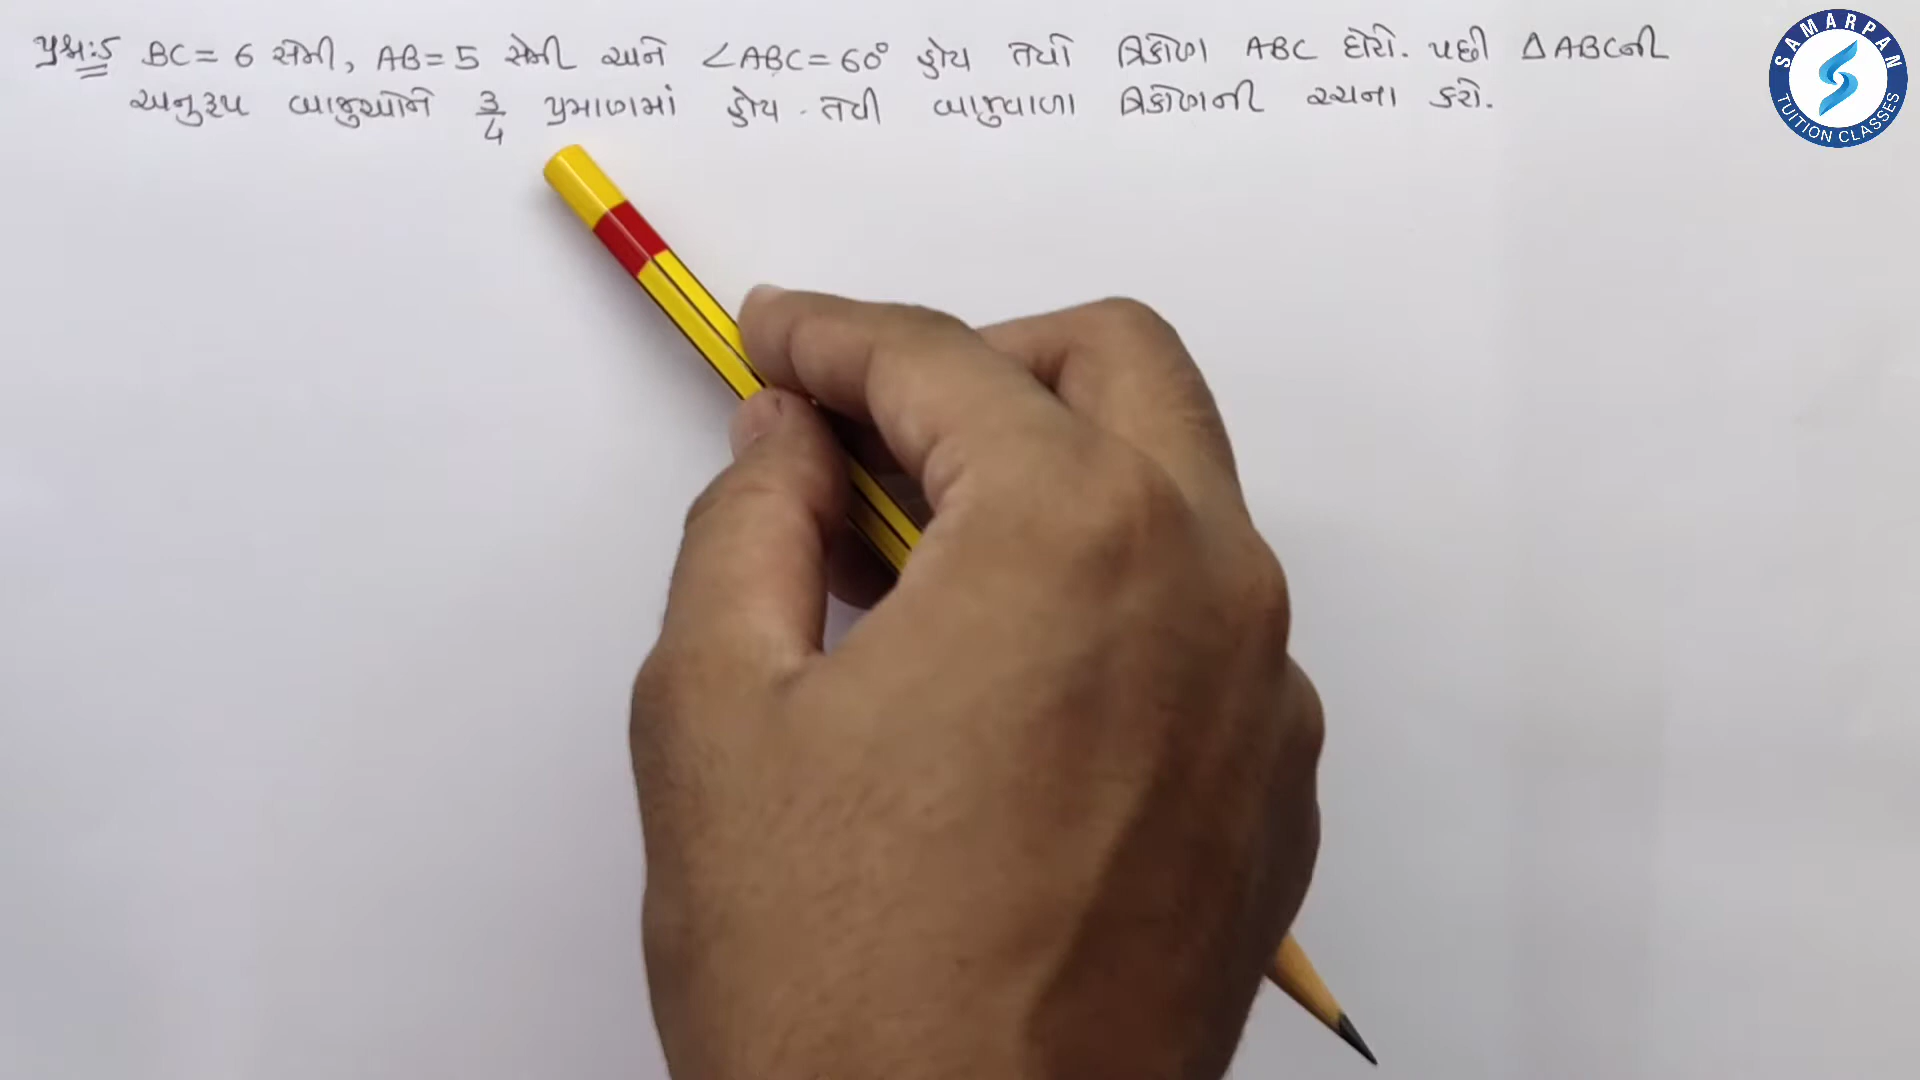 પ્રશ્ન:5 BC = 6 સેમી, AB = 5 સેમી અને ∠ABC = 60° હોય તેવો ત્રિકોણ ABC દોરો. પછી ΔABCની
અનુરૂપ બાજુઓને 3/4 પ્રમાણમાં હોય તેવી બાજુવાળા ત્રિકોણની રચના કરો.
SAMARPAN
TUITION CLASSES